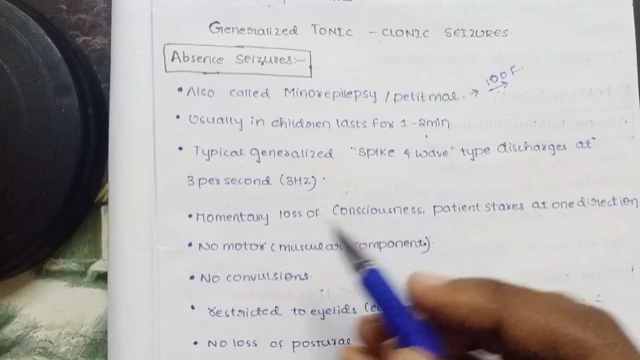 Generalized TONIC - CLONIC SEIZURES
Absence seizures:-
• Also called Minorepilepsy / petitmal. →
• Usually in children lasts for 1-2min
• Typical generalized "spike & wave" type discharges at
3 per second (3Hz).
• Momentary loss of consciousness, patient stares at one direction
• No motor (muscular components).
• No convulsions.
• restricted to eyelids
• No loss of postural